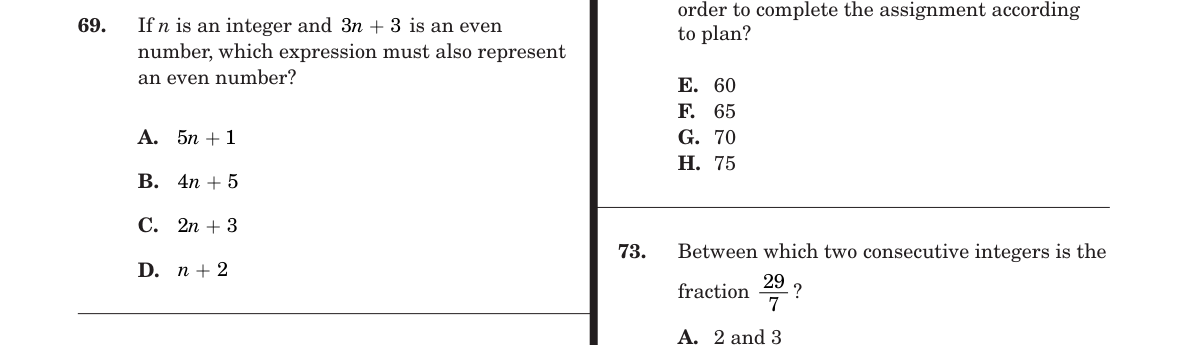 69. If n is an integer and 3n + 3 is an even
number, which expression must also represent
an even number?
A. 5n + 1
B. 4n + 5
C. 2n + 3
D. n + 2
order to complete the assignment according
to plan?
E. 60
F. 65
G. 70
H. 75
73. Between which two consecutive integers is the
fraction 29/7?
A. 2 and 3